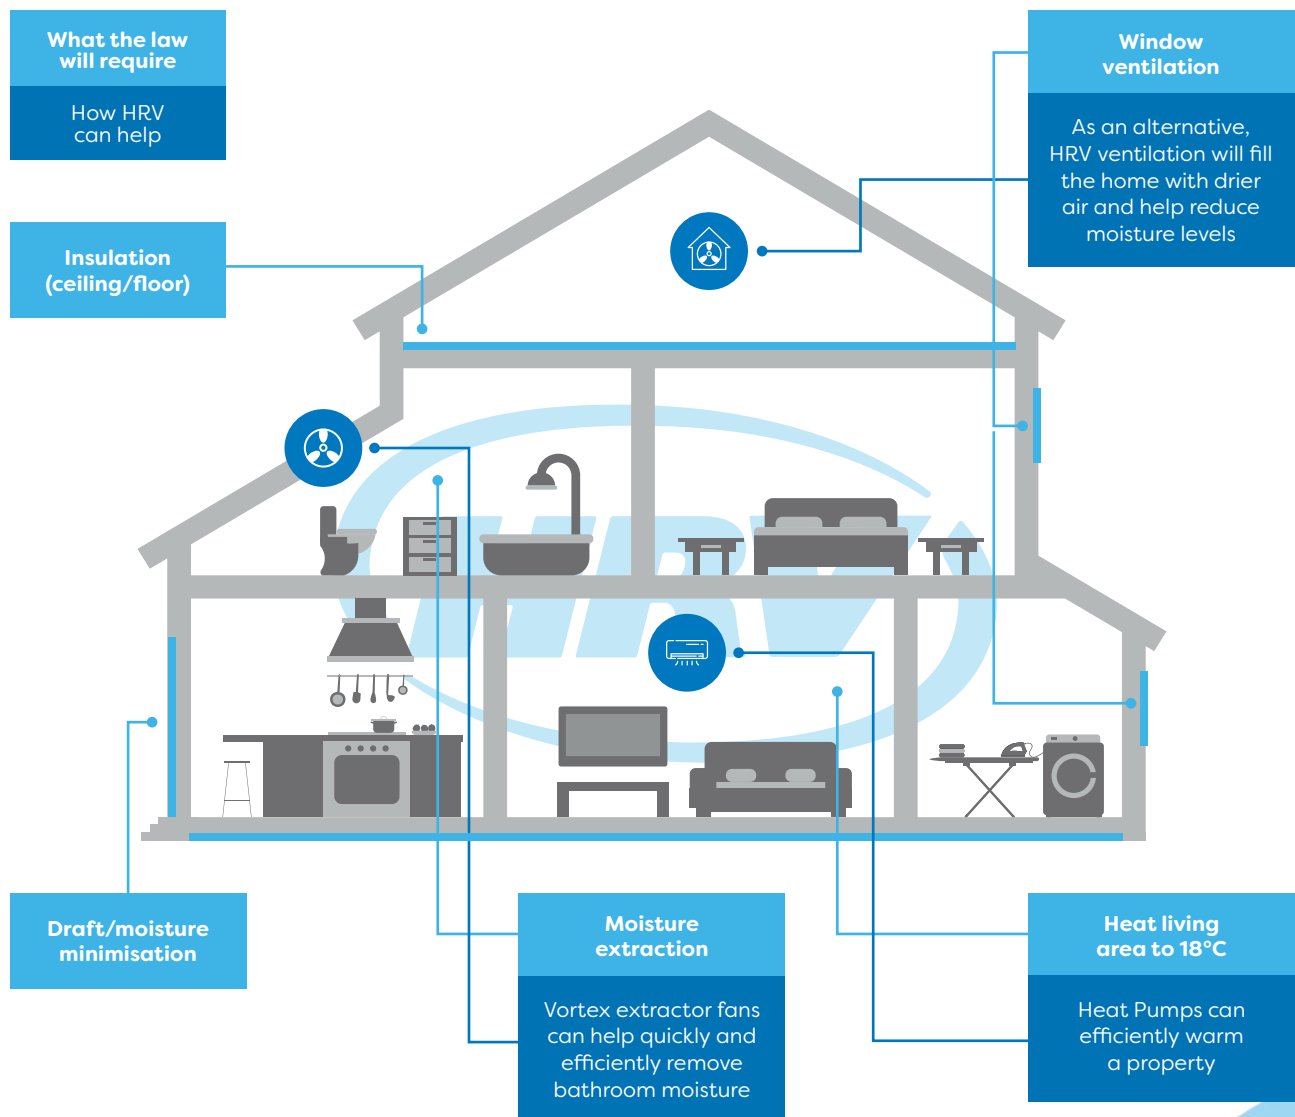 What the law
will require
How HRV
can help
Window
ventilation
As an alternative,
HRV ventilation will fill
the home with drier
air and help reduce
moisture levels
Insulation
(ceiling/floor)
HRV
Draft/moisture
minimisation
Moisture
extraction
Vortex extractor fans
can help quickly and
efficiently remove
bathroom moisture
Heat living
area to 18°C
Heat Pumps can
efficiently warm
a property